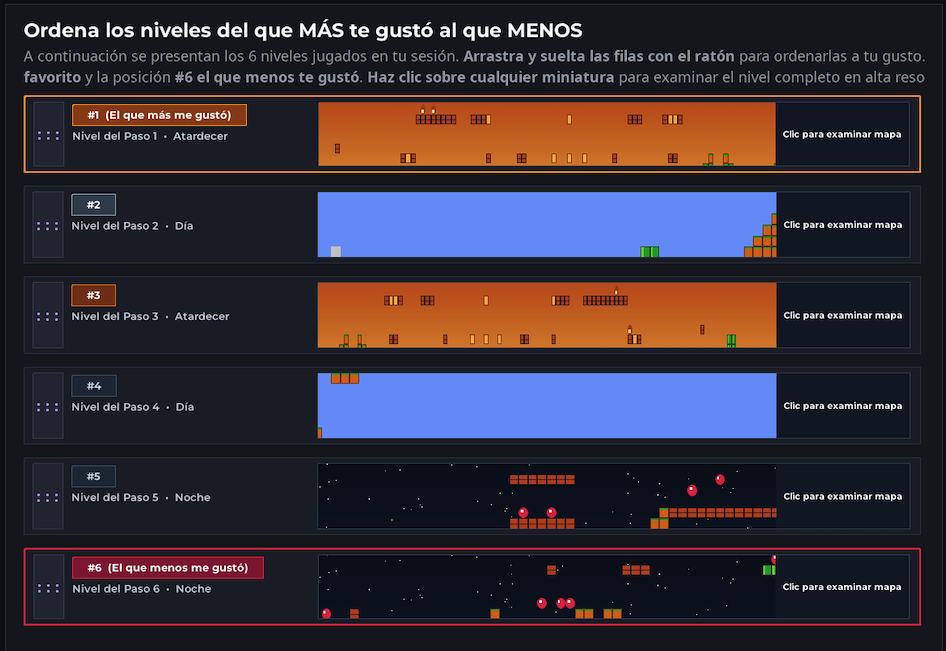 Ordena los niveles del que MÁS te gustó al que MENOS
A continuación se presentan los 6 niveles jugados en tu sesión. Arrastra y suelta las filas con el ratón para ordenarlas a tu gusto.
favorito y la posición #6 el que menos te gustó. Haz clic sobre cualquier miniatura para examinar el nivel completo en alta reso
#1 (El que más me gustó)
Nivel del Paso 1 • Atardecer
Clic para examinar mapa
#2
Nivel del Paso 2 • Día
Clic para examinar mapa
#3
Nivel del Paso 3 • Atardecer
Clic para examinar mapa
#4
Nivel del Paso 4 • Día
Clic para examinar mapa
#5
Nivel del Paso 5 • Noche
Clic para examinar mapa
#6 (El que menos me gustó)
Nivel del Paso 6 • Noche
Clic para examinar mapa